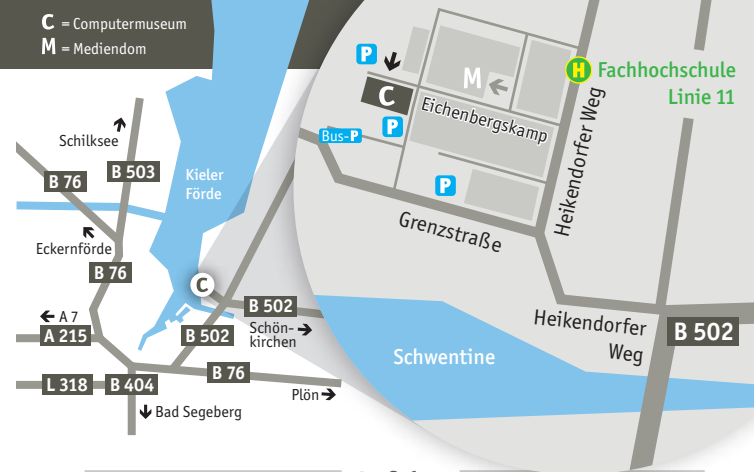 C = Computermuseum
M = Mediendom
P
M
H Fachhochschule
Linie 11
C
P
Eichenbergskamp
Bus-P
P
Heikendorfer Weg
Grenzstraße
Schilksee
B 503
B 76
Kieler
Förde
Eckernförde
B 76
C
A 7
A 215
B 502
Schön-
kirchen
B 502
Heikendorfer
Weg
B 502
Schwentine
B 76
L 318
B 404
Plön
Bad Segeberg